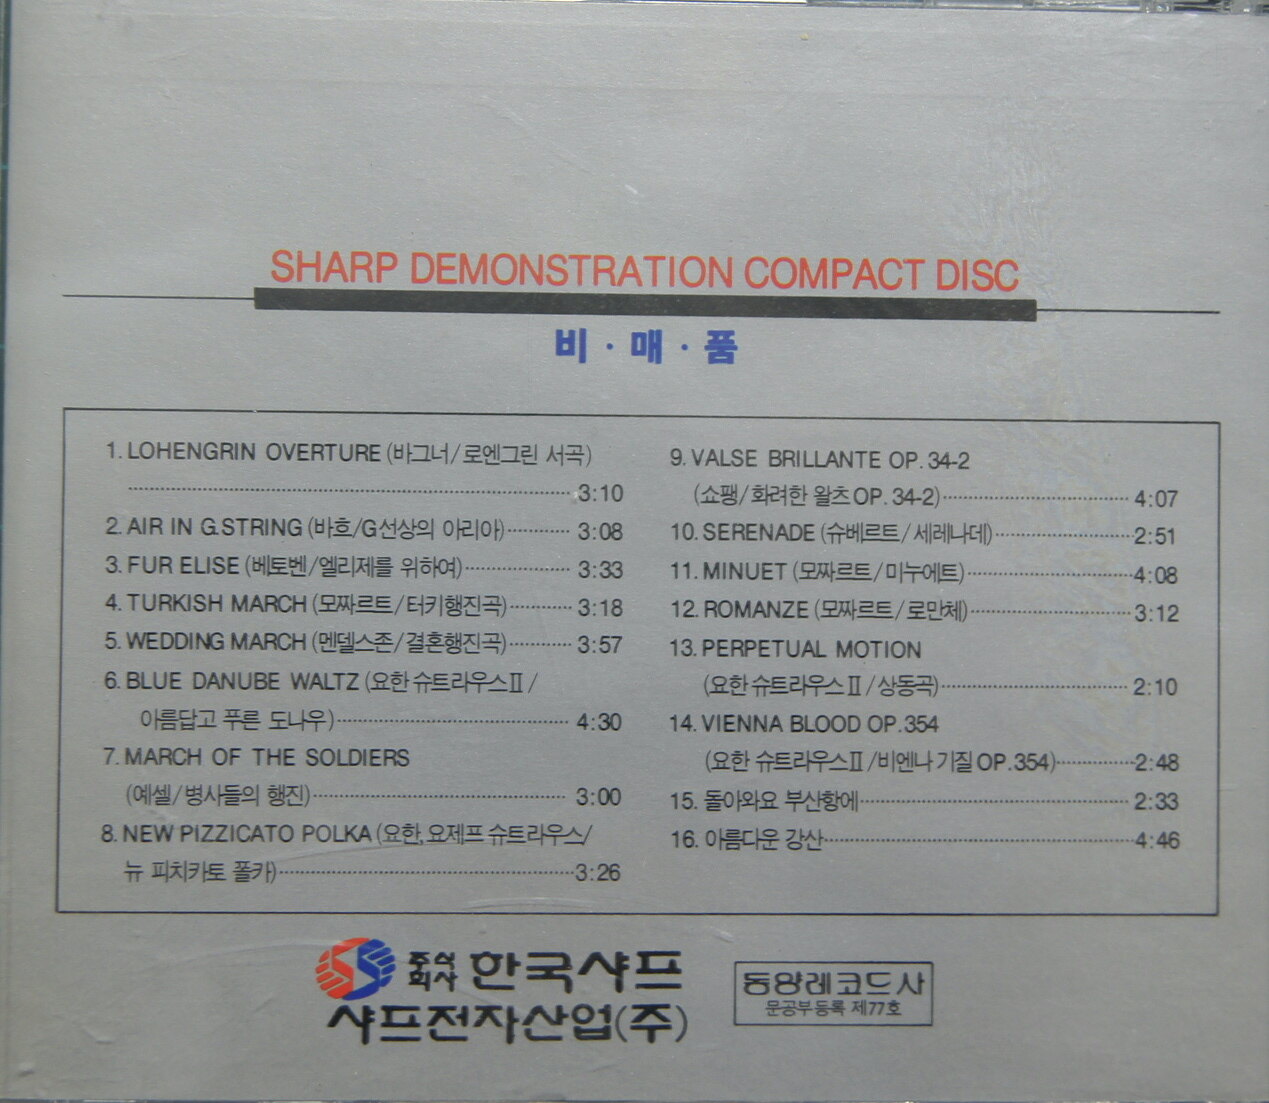 SHARP DEMONSTRATION COMPACT DISC
비·매·품
1. LOHENGRIN OVERTURE (바그너/로엔그린 서곡)
3:10
2. AIR IN G.STRING (바흐/G선상의 아리아) 3:08
3. FUR ELISE (베토벤/엘리제를 위하여) 3:33
4. TURKISH MARCH (모짜르트/터키행진곡) 3:18
5. WEDDING MARCH (멘델스존/결혼행진곡) 3:57
6. BLUE DANUBE WALTZ (요한 슈트라우스Ⅱ/
아름답고 푸른 도나우) 4:30
7. MARCH OF THE SOLDIERS
(예셀/병사들의 행진) 3:00
8. NEW PIZZICATO POLKA (요한, 요제프 슈트라우스/
뉴 피치카토 폴카) 3:26
9. VALSE BRILLANTE OP. 34-2
(쇼팽/화려한 왈츠 OP. 34-2) 4:07
10. SERENADE (슈베르트/세레나데) 2:51
11. MINUET (모짜르트/미뉴에트) 4:08
12. ROMANZE (모짜르트/로만체) 3:12
13. PERPETUAL MOTION
(요한 슈트라우스Ⅱ/상동곡) 2:10
14. VIENNA BLOOD OP. 354
(요한 슈트라우스Ⅱ/비엔나 기질 OP. 354) 2:48
15. 돌아와요 부산항에 2:33
16. 아름다운 강산 4:46
주식회사 한국샤프
샤프전자산업(주)
동양레코드사
문공부등록 제77호